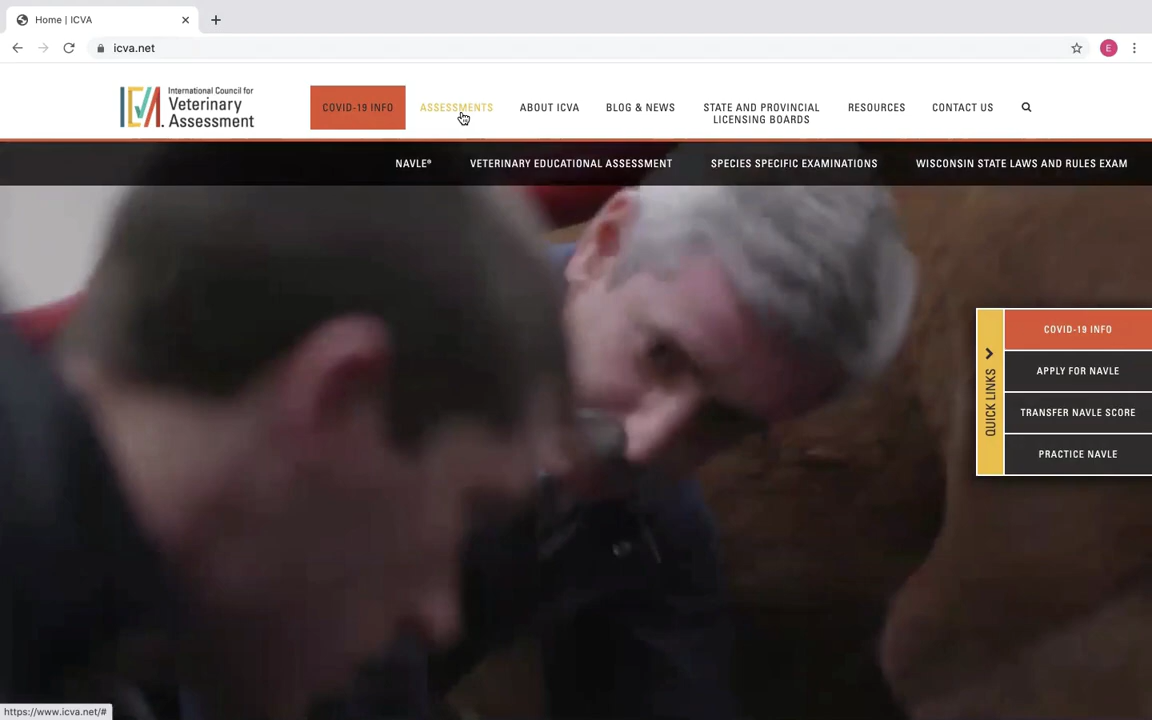 Home | ICVA
icva.net
E
International Council for
Veterinary
Assessment
ICVA.
COVID-19 INFO
ASSESSMENTS
ABOUT ICVA
BLOG & NEWS
STATE AND PROVINCIAL
LICENSING BOARDS
RESOURCES
CONTACT US
NAVLE®
VETERINARY EDUCATIONAL ASSESSMENT
SPECIES SPECIFIC EXAMINATIONS
WISCONSIN STATE LAWS AND RULES EXAM
QUICK LINKS
COVID-19 INFO
APPLY FOR NAVLE
TRANSFER NAVLE SCORE
PRACTICE NAVLE
https://www.icva.net/#